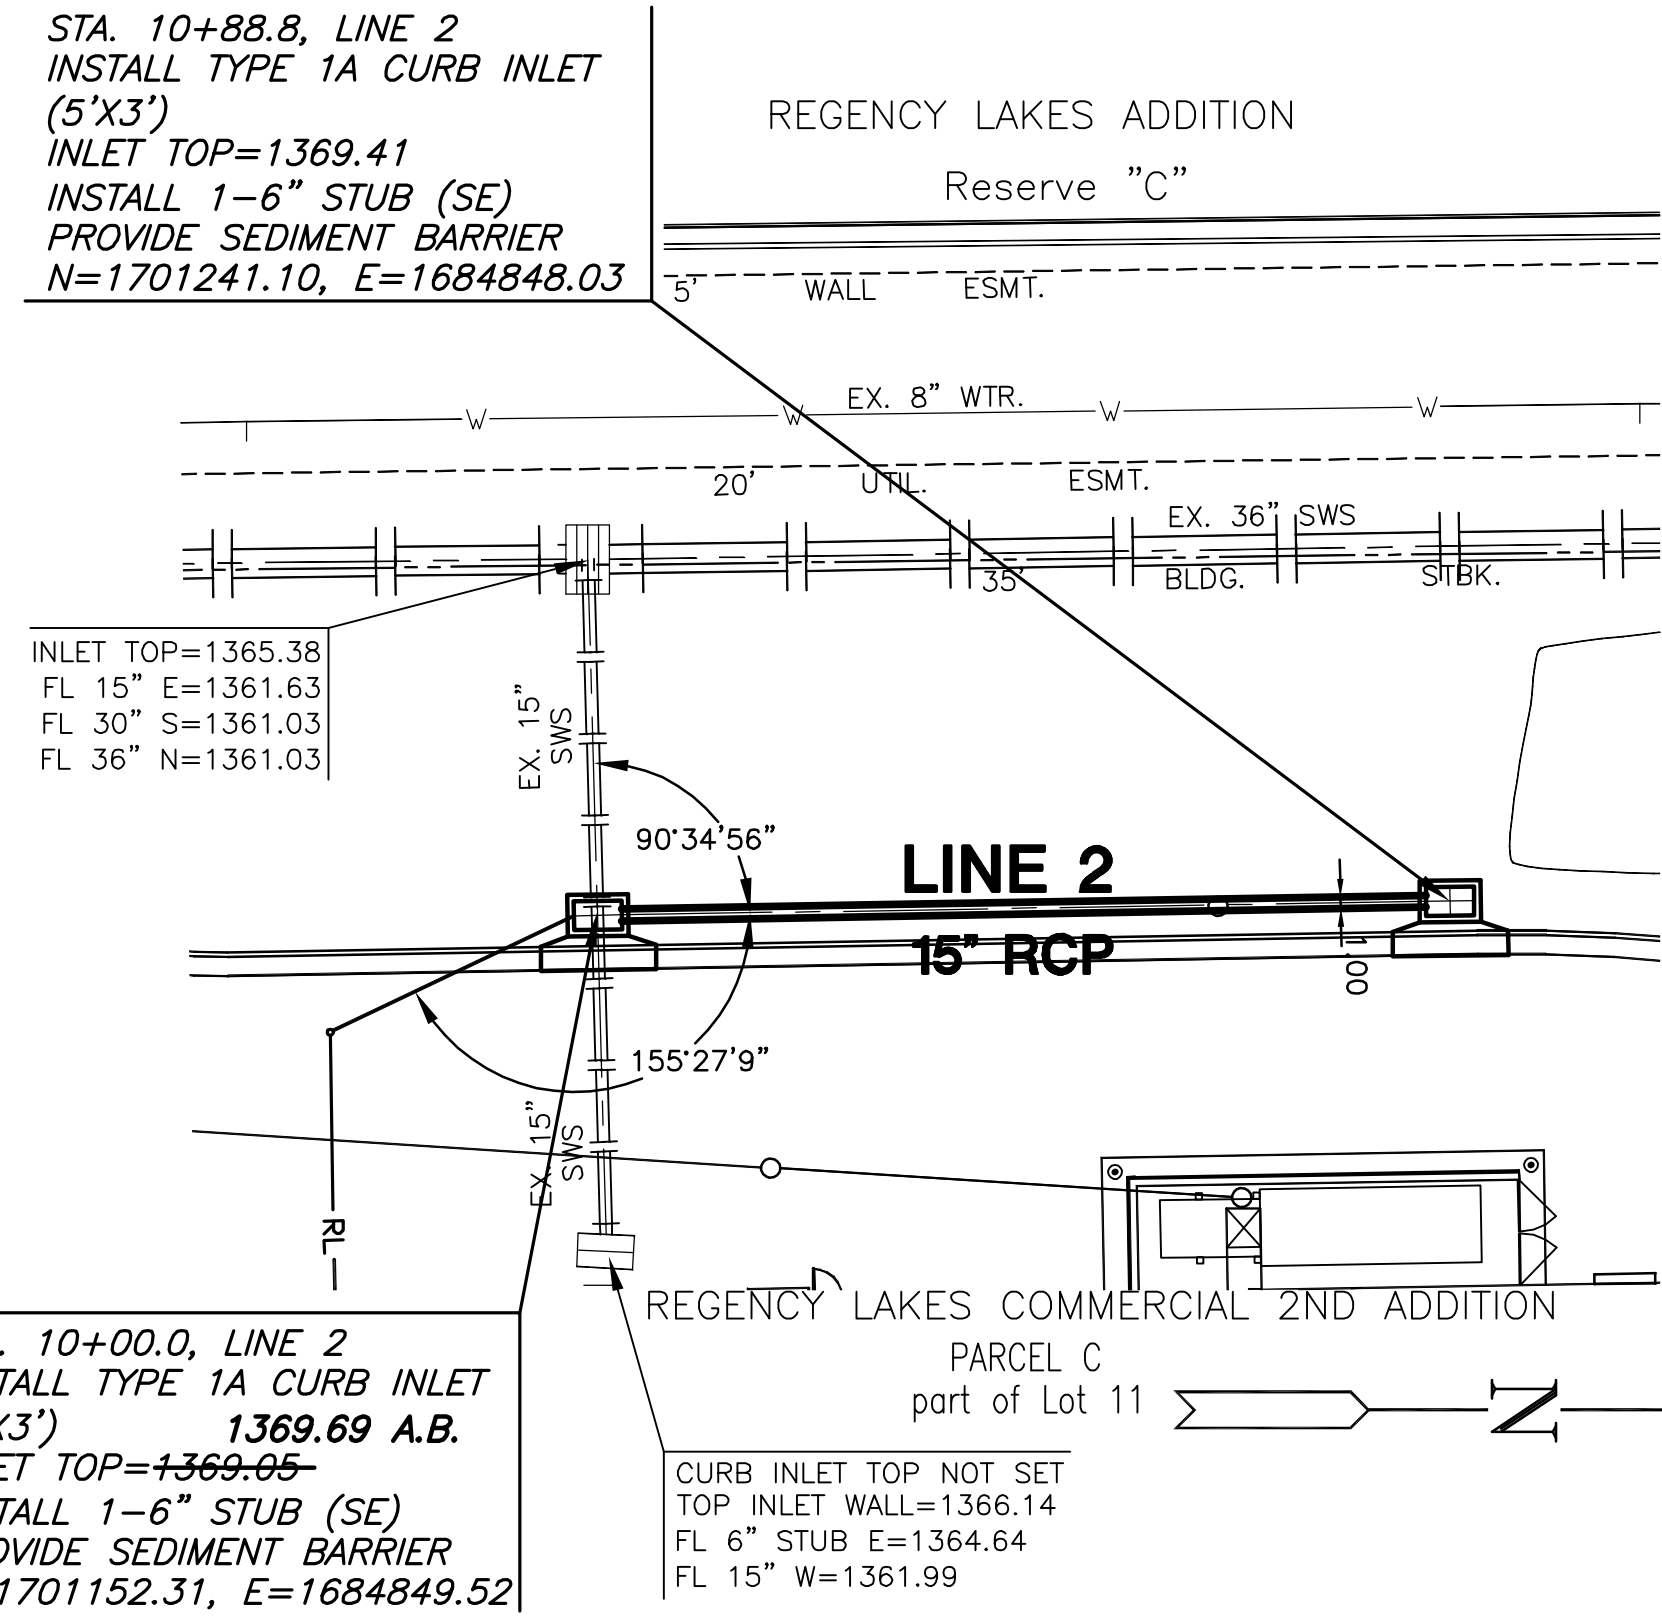 STA. 10+88.8, LINE 2
INSTALL TYPE 1A CURB INLET
(5'X3')
INLET TOP=1369.41
INSTALL 1-6" STUB (SE)
PROVIDE SEDIMENT BARRIER
N=1701241.10, E=1684848.03
REGENCY LAKES ADDITION
Reserve "C"
5' WALL ESMT.
EX. 8" WTR.
W W W W
20' UTIL. ESMT.
EX. 36" SWS
35' BLDG. STBK.
INLET TOP=1365.38
FL 15" E=1361.63
FL 30" S=1361.03
FL 36" N=1361.03
EX. 15"
SWS
90°34'56"
LINE 2
15" RCP
1.00
155°27'9"
EX. 15"
SWS
RL
REGENCY LAKES COMMERCIAL 2ND ADDITION
PARCEL C
part of Lot 11
N
. 10+00.0, LINE 2
TALL TYPE 1A CURB INLET
X3')
1369.69 A.B.
ET TOP=1369.05
TALL 1-6" STUB (SE)
OVIDE SEDIMENT BARRIER
1701152.31, E=1684849.52
CURB INLET TOP NOT SET
TOP INLET WALL=1366.14
FL 6" STUB E=1364.64
FL 15" W=1361.99